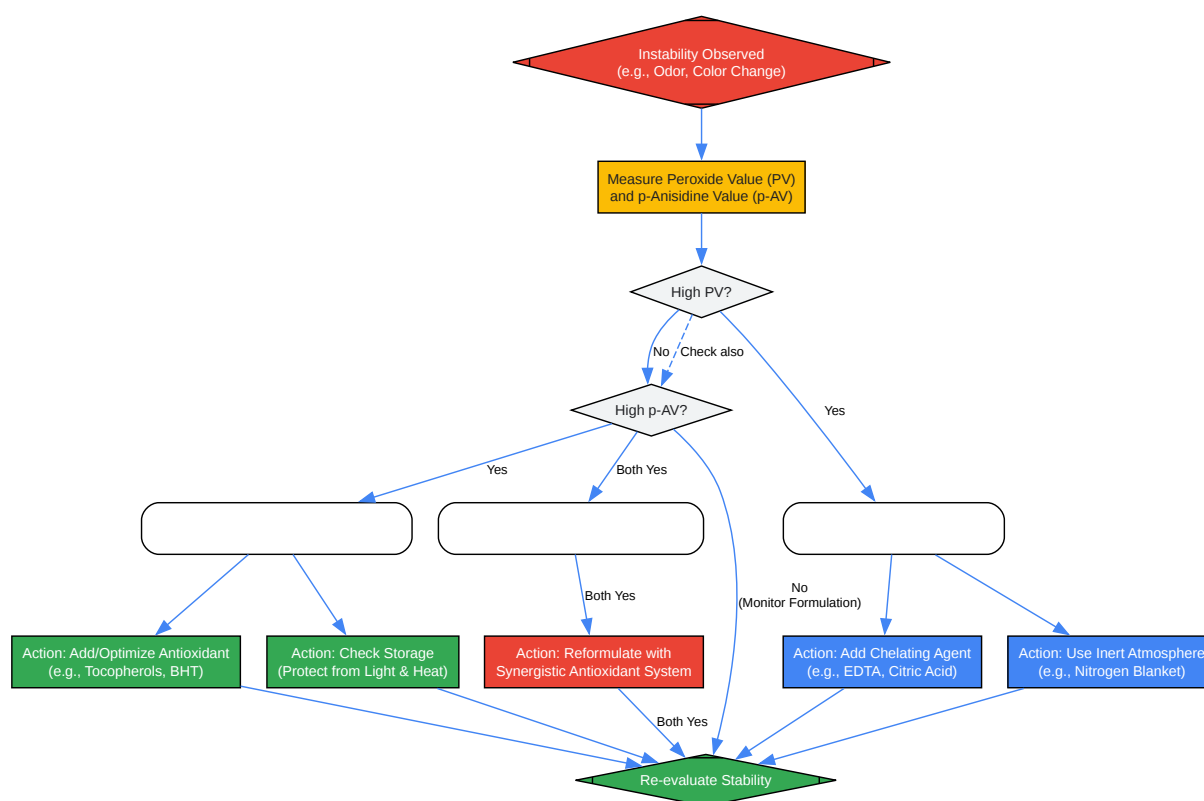 Instability Observed
(e.g., Odor, Color Change)
Measure Peroxide Value (PV)
and p-Anisidine Value (p-AV)
High PV?
No
Check also
High p-AV?
Yes
Yes
Both Yes
No
(Monitor Formulation)
Both Yes
Action: Add/Optimize Antioxidant
(e.g., Tocopherols, BHT)
Action: Check Storage
(Protect from Light & Heat)
Action: Reformulate with
Synergistic Antioxidant System
Action: Add Chelating Agent
(e.g., EDTA, Citric Acid)
Action: Use Inert Atmosphere
(e.g., Nitrogen Blanket)
Both Yes
Re-evaluate Stability